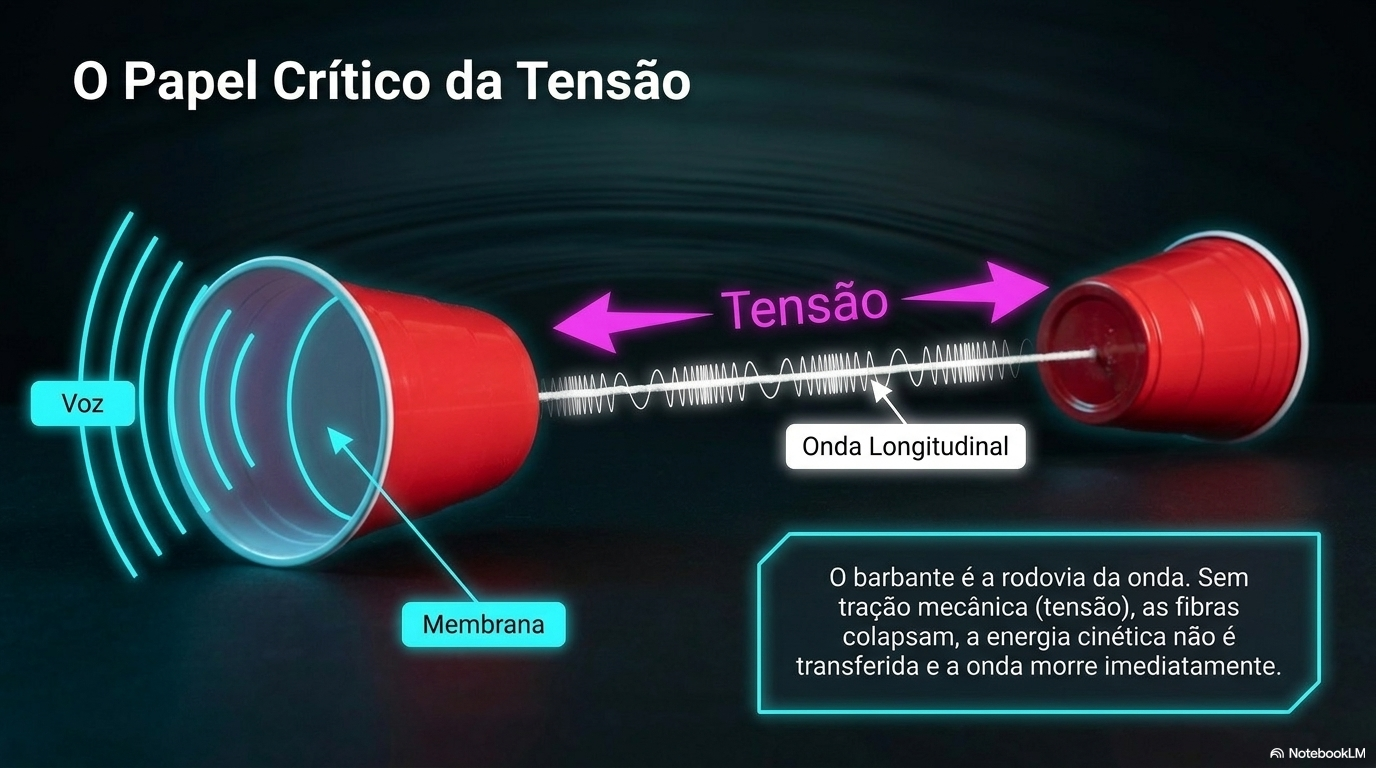 O Papel Crítico da Tensão
Tensão
Voz
Onda Longitudinal
Membrana
O barbante é a rodovia da onda. Sem
tração mecânica (tensão), as fibras
colapsam, a energia cinética não é
transferida e a onda morre imediatamente.
NotebookLM